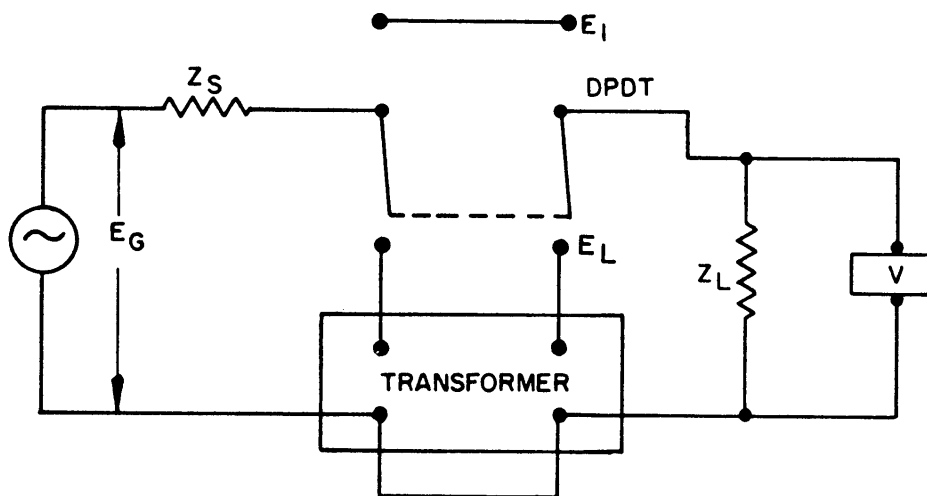 E1
ZS
DPDT
EG
EL
ZL
V
TRANSFORMER